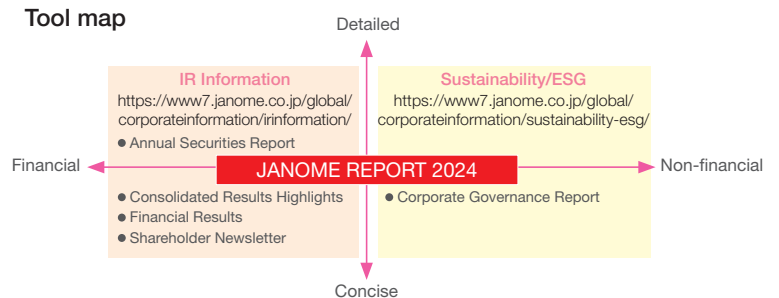 Tool map
Detailed
IR Information
https://www7.janome.co.jp/global/
corporateinformation/irinformation/
● Annual Securities Report
Sustainability/ESG
https://www7.janome.co.jp/global/
corporateinformation/sustainability-esg/
Financial
JANOME REPORT 2024
Non-financial
● Consolidated Results Highlights
● Financial Results
● Shareholder Newsletter
● Corporate Governance Report
Concise